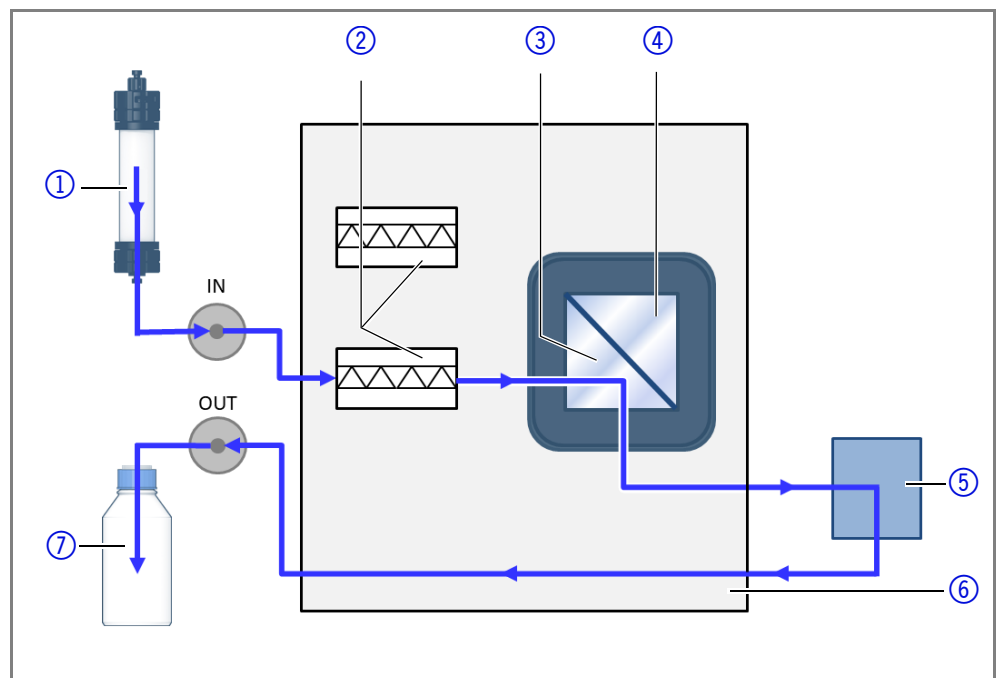 ② ③ ④
①
IN
OUT
⑤
⑦
⑥